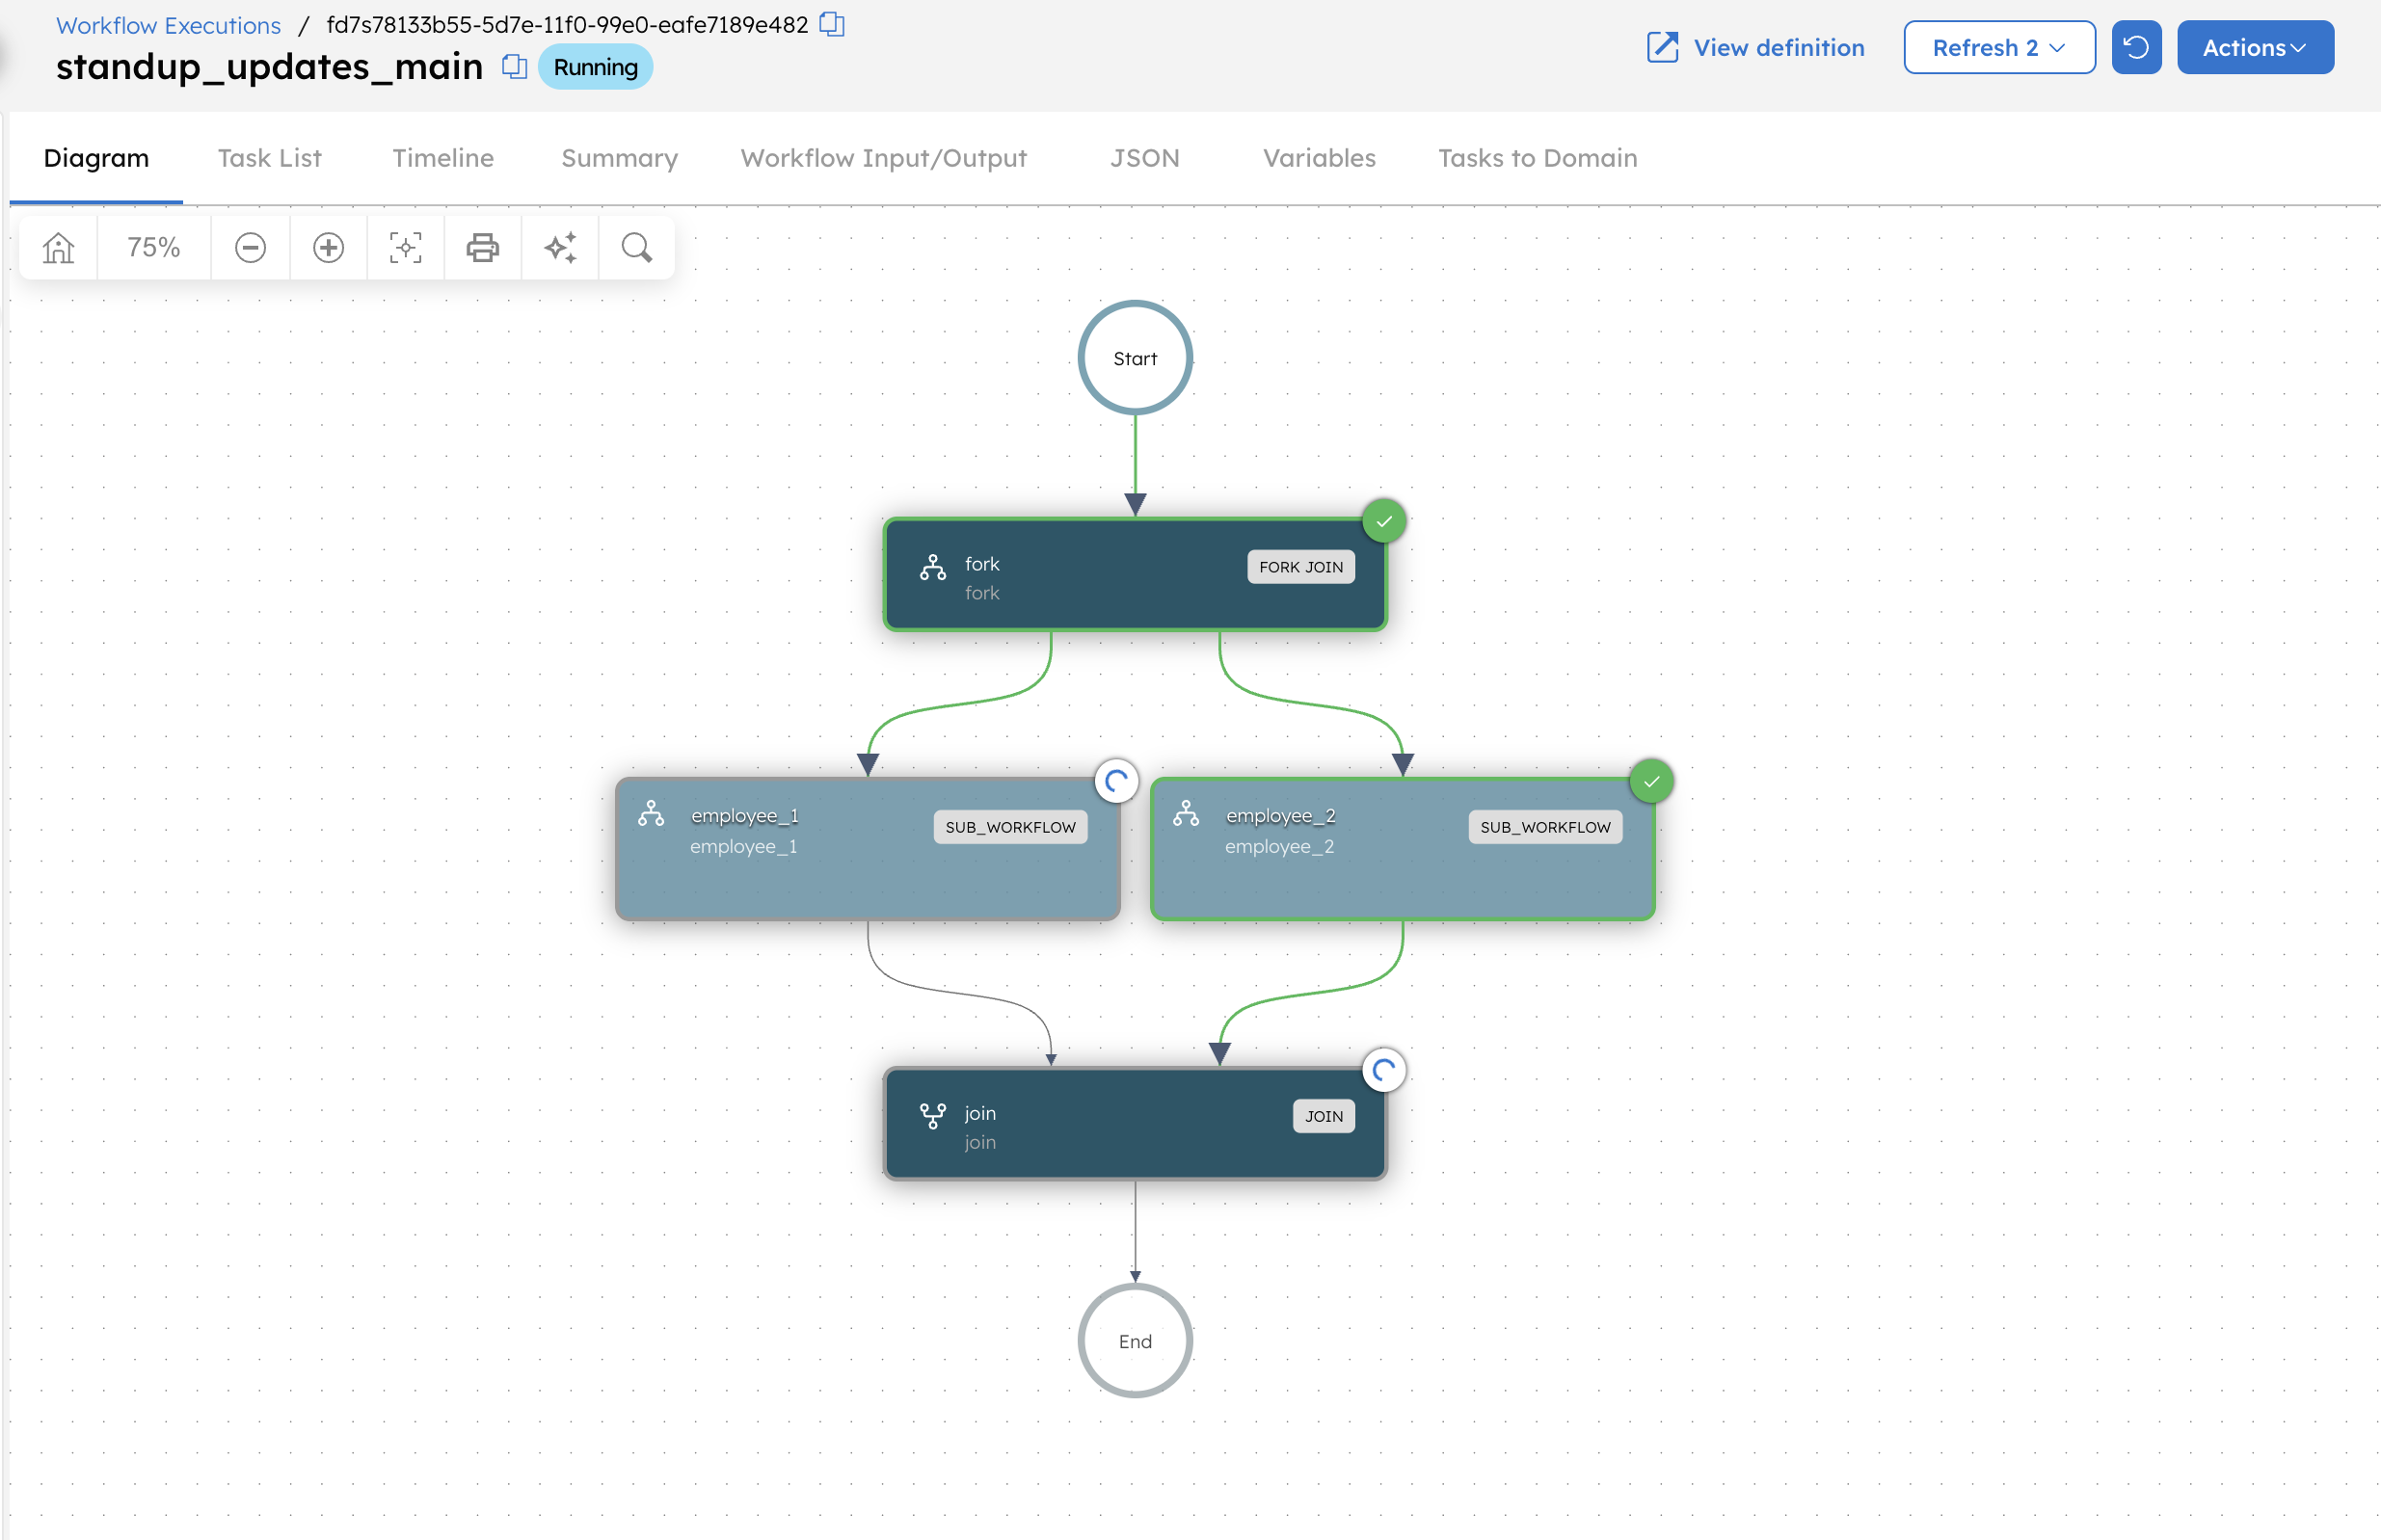 Workflow Executions / fd7s78133b55-5d7e-11f0-99e0-eafe7189e482
standup_updates_main Running
View definition Refresh 2 Actions
Diagram Task List Timeline Summary Workflow Input/Output JSON Variables Tasks to Domain
75%
Start
fork FORK JOIN
fork
employee_1 SUB_WORKFLOW
employee_1
employee_2 SUB_WORKFLOW
employee_2
join JOIN
join
End